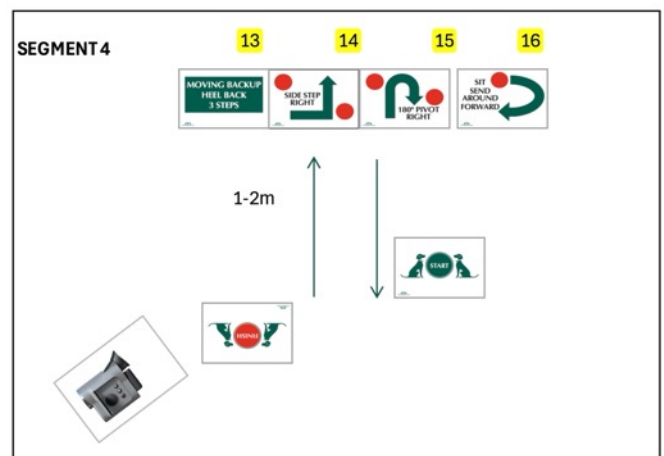 SEGMENT 4
13
14
15
16
MOVING BACKUP
HEEL BACK
3 STEPS
SIDE STEP
RIGHT
180° PIVOT
RIGHT
SIT
SEND
AROUND
FORWARD
1-2m
START
FINISH